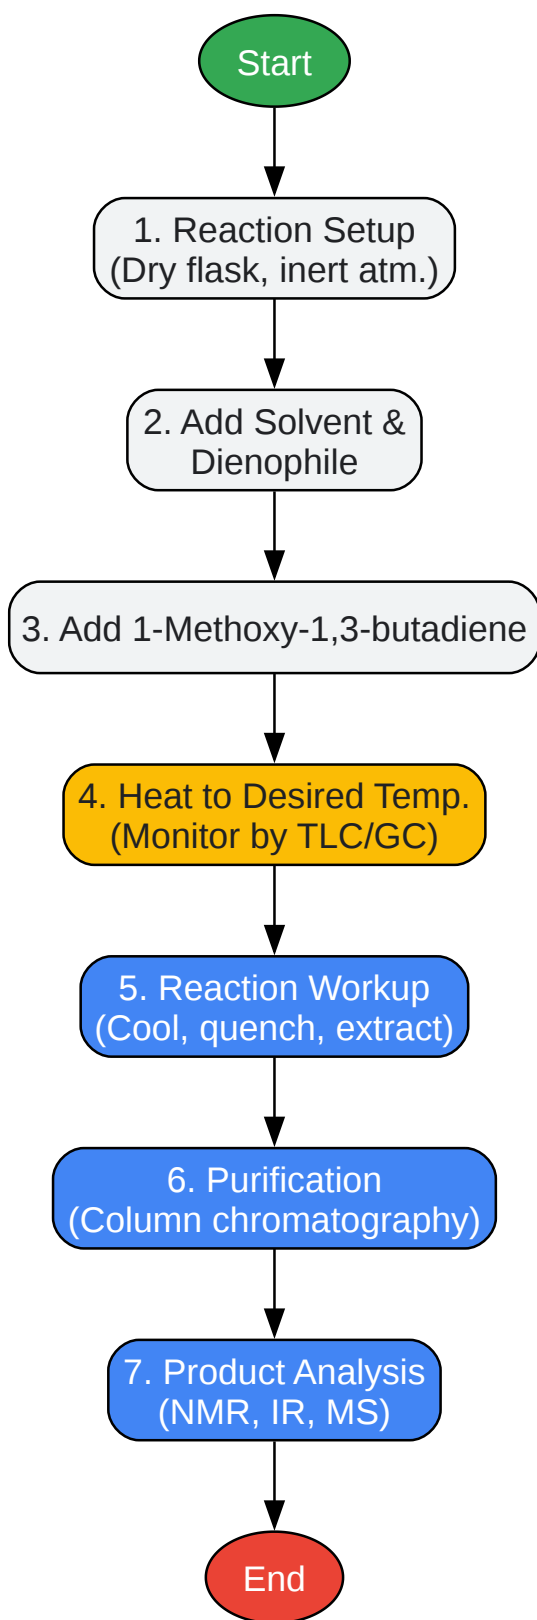 Start
1. Reaction Setup
(Dry flask, inert atm.)
2. Add Solvent &
Dienophile
3. Add 1-Methoxy-1,3-butadiene
4. Heat to Desired Temp.
(Monitor by TLC/GC)
5. Reaction Workup
(Cool, quench, extract)
6. Purification
(Column chromatography)
7. Product Analysis
(NMR, IR, MS)
End